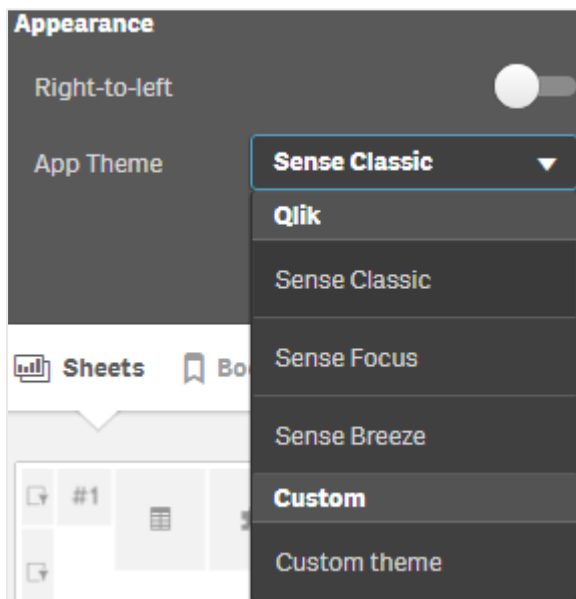 Appearance
Right-to-left
App Theme
Sense Classic
Qlik
Sense Classic
Sense Focus
Sheets
Sense Breeze
#1
Custom
Custom theme